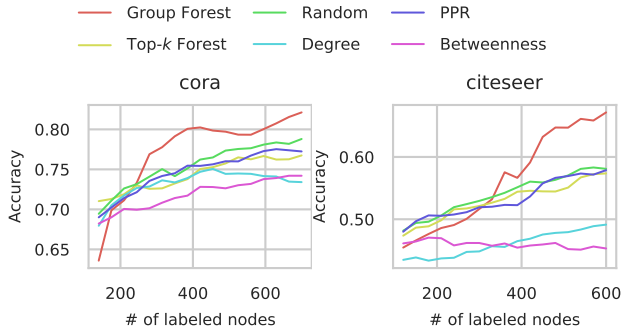 Group Forest Random PPR
Top-k Forest Degree Betweenness
cora
citeseer
Accuracy
0.80
0.75
0.70
0.65
200 400 600
# of labeled nodes
Accuracy
0.60
0.50
200 400 600
# of labeled nodes